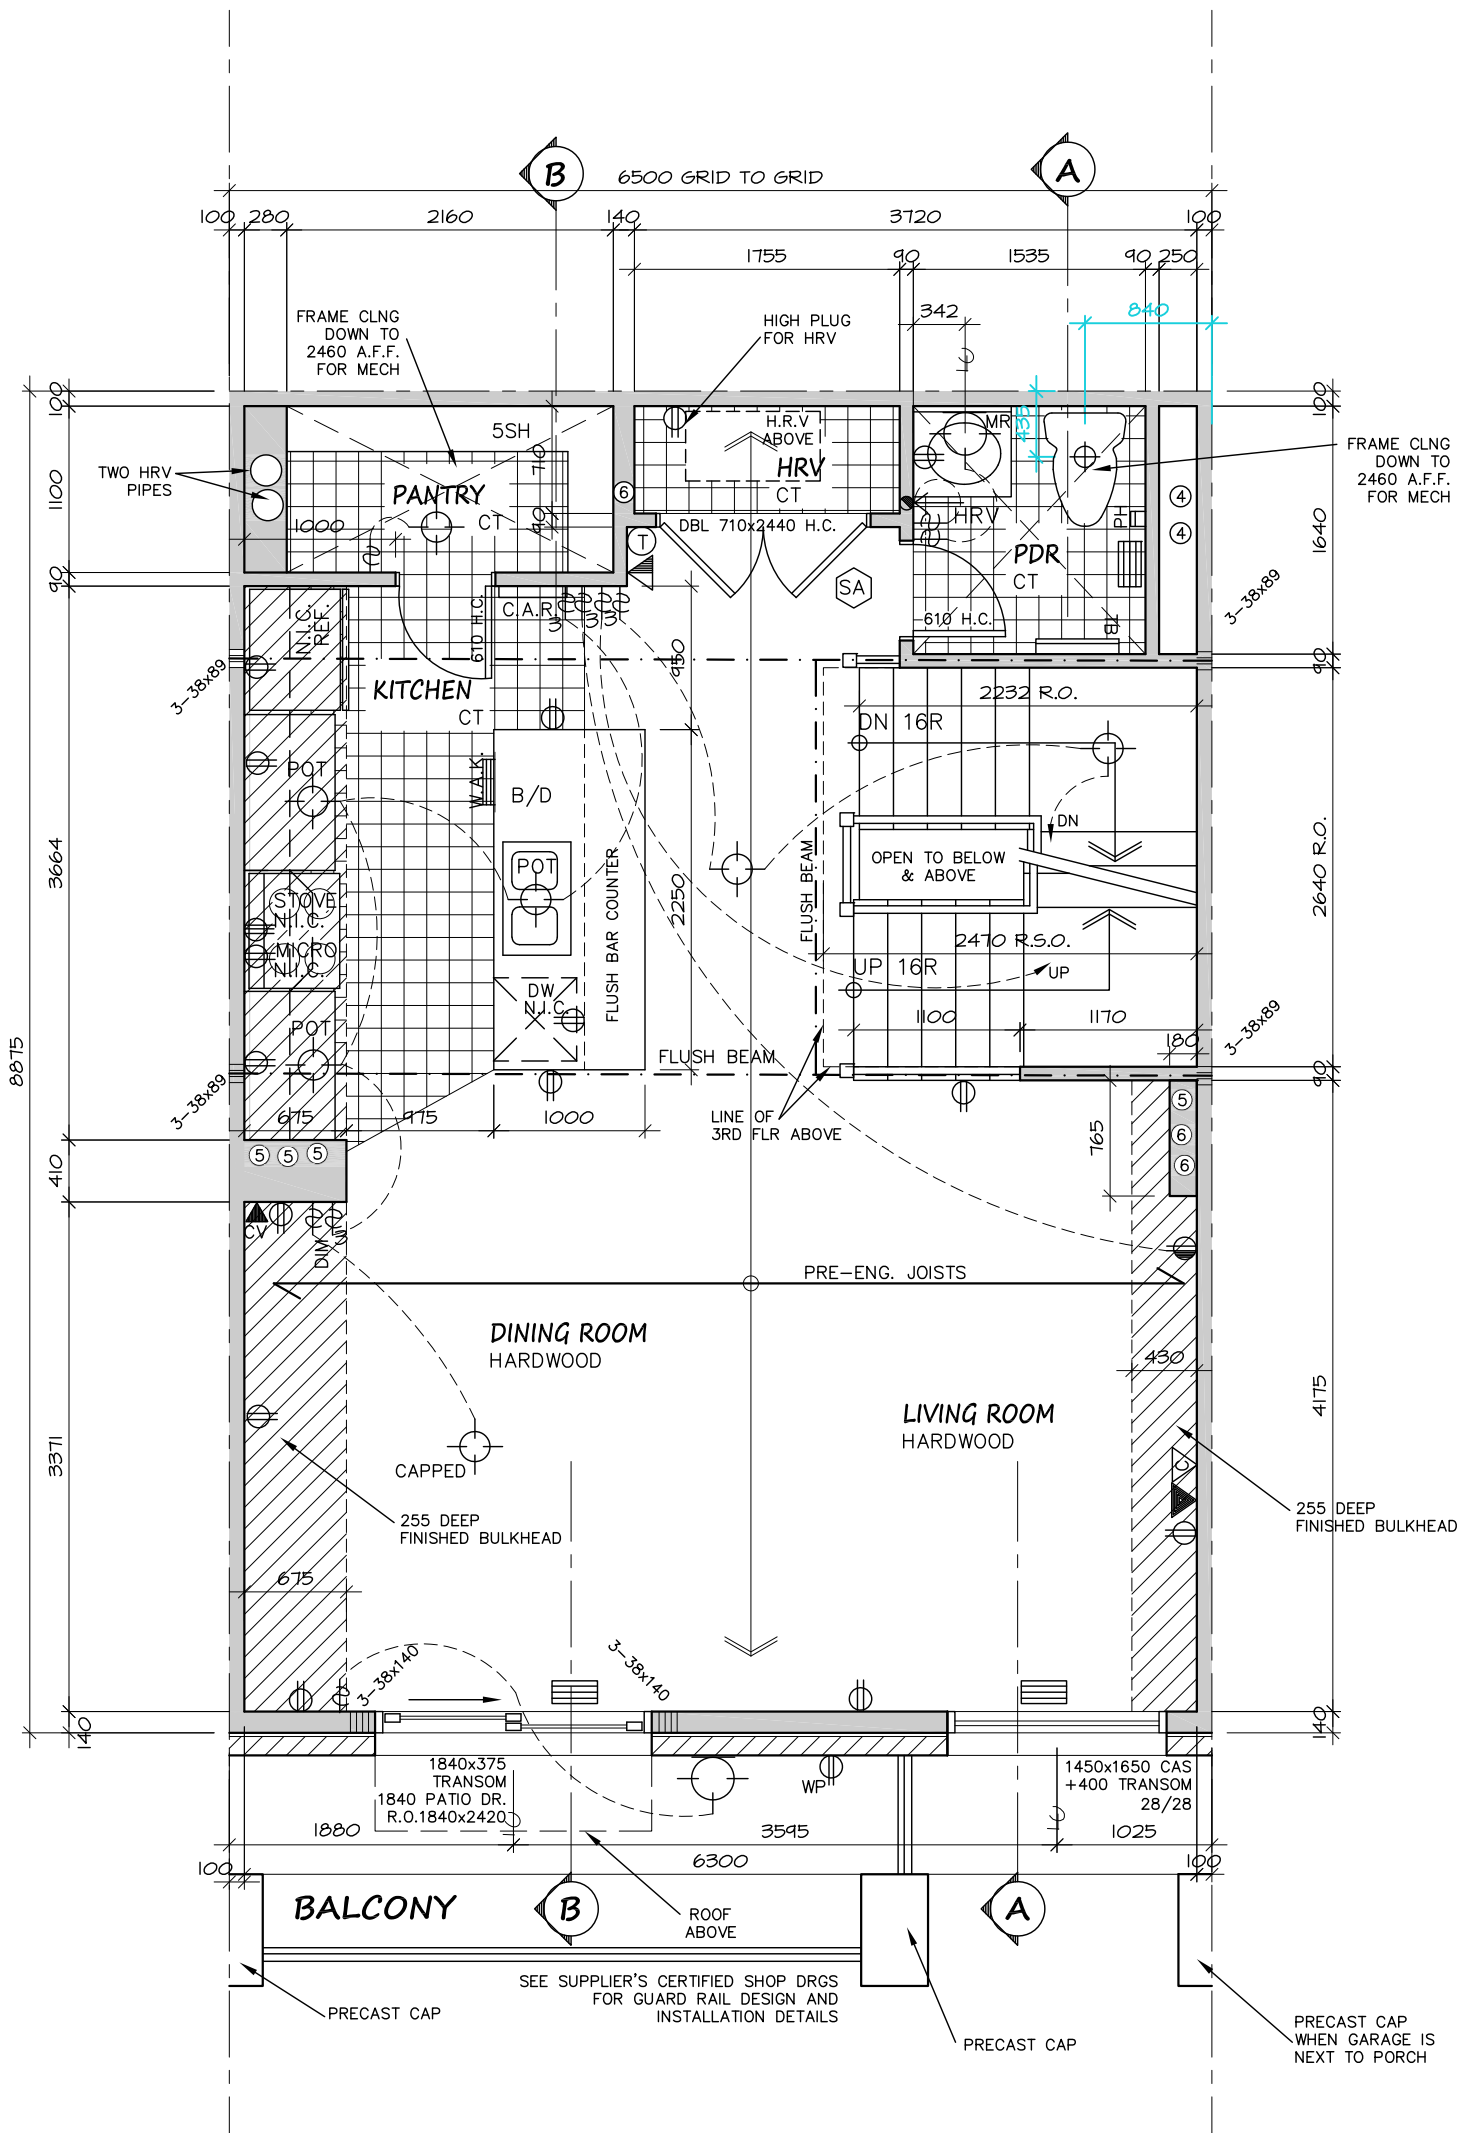 B
A
6500 GRID TO GRID
100
280
2160
140
3720
100
1755
90
1535
90
250
840
342
FRAME CLNG
DOWN TO
2460 A.F.F.
FOR MECH
HIGH PLUG
FOR HRV
100
100
435
5SH
H.R.V
ABOVE
MR
HRV
CT
FRAME CLNG
DOWN TO
2460 A.F.F.
FOR MECH
TWO HRV
PIPES
PANTRY
CT
6
4
1100
1000
DBL 710x2440 H.C.
HRV
PH
4
1640
T
PDR
CT
90
SA
3-38x89
N.I.C.
REF.
C.A.R.
610 H.C.
610 H.C.
TB
3-38x89
950
90
KITCHEN
CT
2232 R.O.
DN 16R
POT
W.A.K.
B/D
DN
3664
POT
OPEN TO BELOW
& ABOVE
FLUSH BEAM
FLUSH BAR COUNTER
2250
2640 R.O.
STOVE
N.I.C.
MICRO
N.I.C.
2470 R.S.O.
UP 16R
UP
DW
N.I.C.
POT
1100
1170
180
3-38x89
8875
FLUSH BEAM
3-38x89
90
675
975
1000
LINE OF
3RD FLR ABOVE
765
5
6
6
5
5
5
410
CV
DIM
PRE-ENG. JOISTS
DINING ROOM
HARDWOOD
430
4175
LIVING ROOM
HARDWOOD
3371
CAPPED
C
255 DEEP
FINISHED BULKHEAD
255 DEEP
FINISHED BULKHEAD
675
3-38x140
3-38x140
140
140
1840x375
TRANSOM
1840 PATIO DR.
R.O.1840x2420
WP
1450x1650 CAS
+400 TRANSOM
28/28
1880
3595
1025
100
6300
100
BALCONY
B
A
ROOF
ABOVE
SEE SUPPLIER'S CERTIFIED SHOP DRGS
FOR GUARD RAIL DESIGN AND
INSTALLATION DETAILS
PRECAST CAP
PRECAST CAP
PRECAST CAP
WHEN GARAGE IS
NEXT TO PORCH